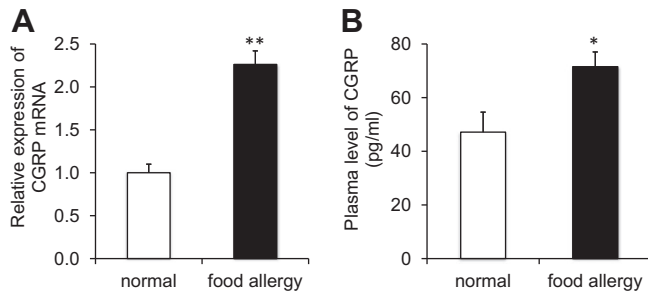 A
Relative expression of
CGRP mRNA
2.5
2.0
1.5
1.0
0.5
0.0
**
normal food allergy
B
Plasma level of CGRP
(pg/ml)
80
60
40
20
0
*
normal food allergy